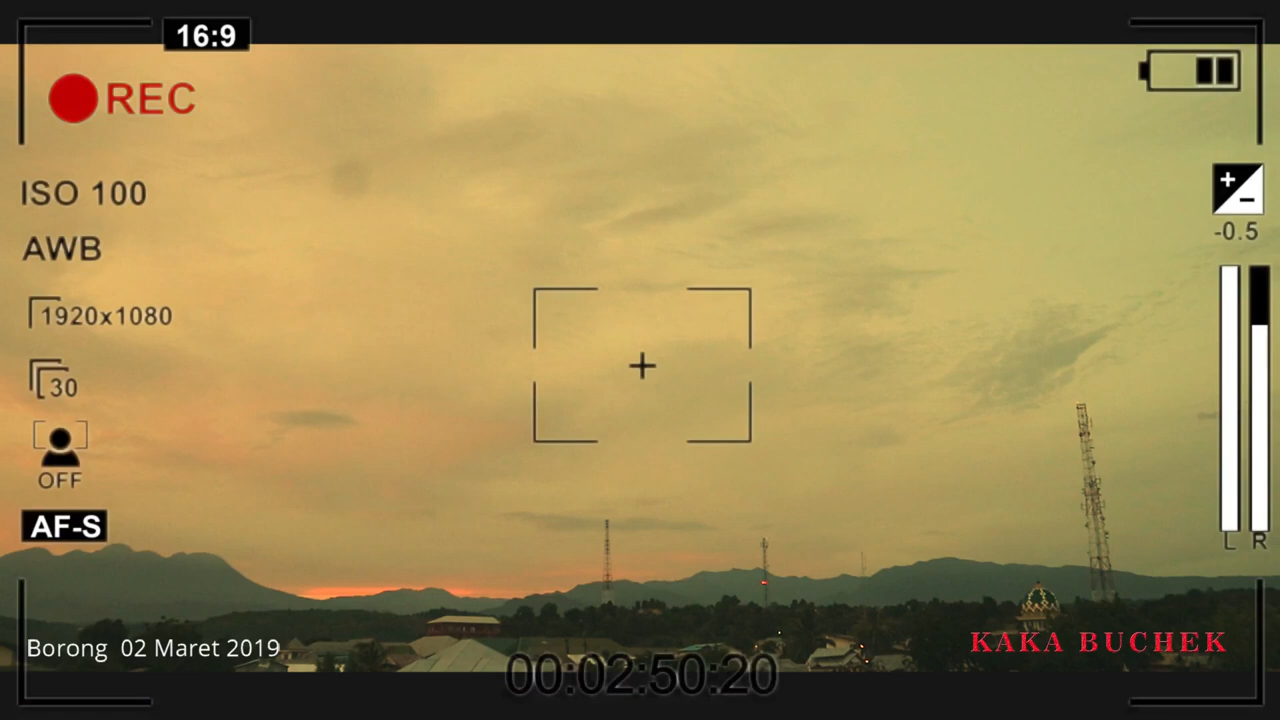 16:9
REC
ISO 100
AWB
1920x1080
30
OFF
AF-S
-0.5
L R
Borong 02 Maret 2019
KAKA BUCHEK
00:02:50:20